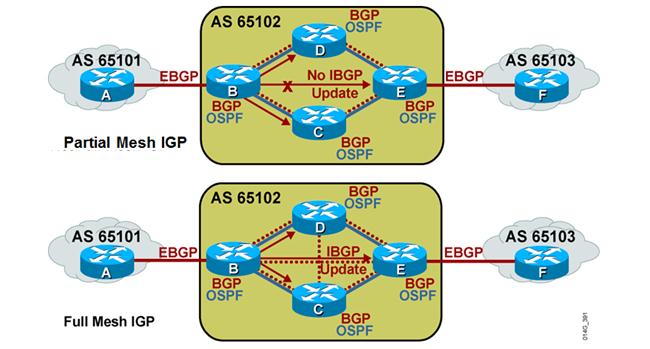 AS 65102
BGP
OSPF
D
AS 65101
EBGP
A
B
No IBGP
Update
E
EBGP
AS 65103
F
BGP
OSPF
BGP
OSPF
C
BGP
OSPF
Partial Mesh IGP
AS 65102
BGP
OSPF
D
AS 65101
EBGP
A
B
IBGP
Update
E
EBGP
AS 65103
F
BGP
OSPF
BGP
OSPF
C
BGP
OSPF
Full Mesh IGP
014G_391